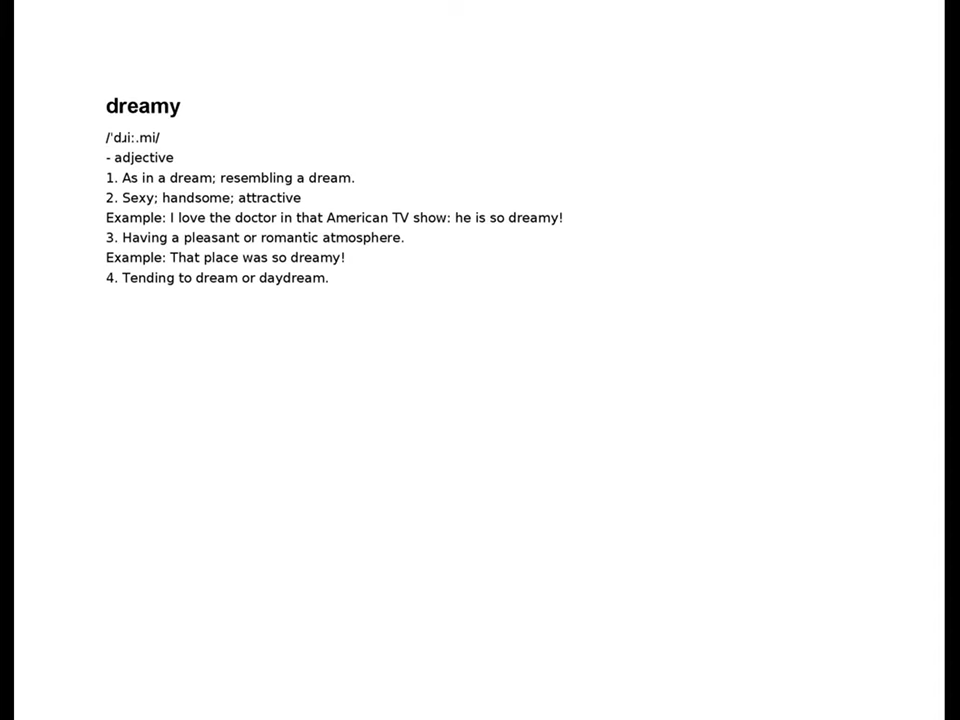 dreamy
/ˈdɹiː.mi/
- adjective
1. As in a dream; resembling a dream.
2. Sexy; handsome; attractive
Example: I love the doctor in that American TV show: he is so dreamy!
3. Having a pleasant or romantic atmosphere.
Example: That place was so dreamy!
4. Tending to dream or daydream.